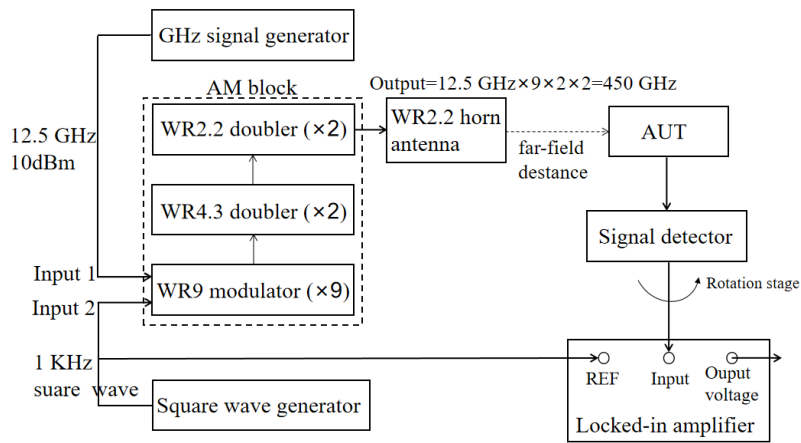 GHz signal generator
AM block
Output=12.5 GHz×9×2×2=450 GHz
WR2.2 doubler (×2)
WR2.2 horn
antenna
AUT
12.5 GHz
10dBm
far-field
destance
WR4.3 doubler (×2)
Signal detector
Input 1
WR9 modulator (×9)
Rotation stage
Input 2
1 KHz
suare wave
REF
Input
Ouput
voltage
Square wave generator
Locked-in amplifier